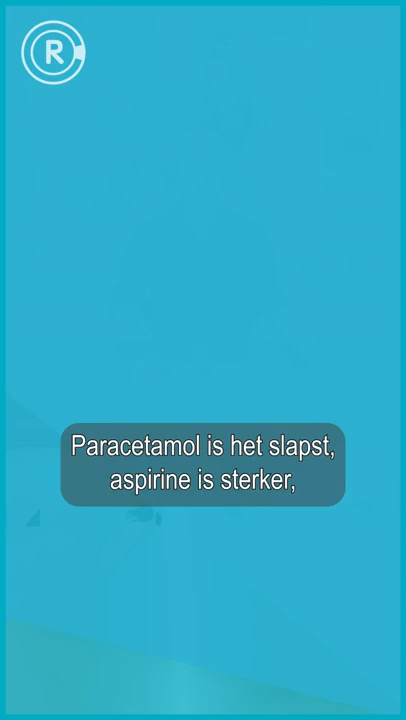 R
Paracetamol is het slapst,
aspirine is sterker,